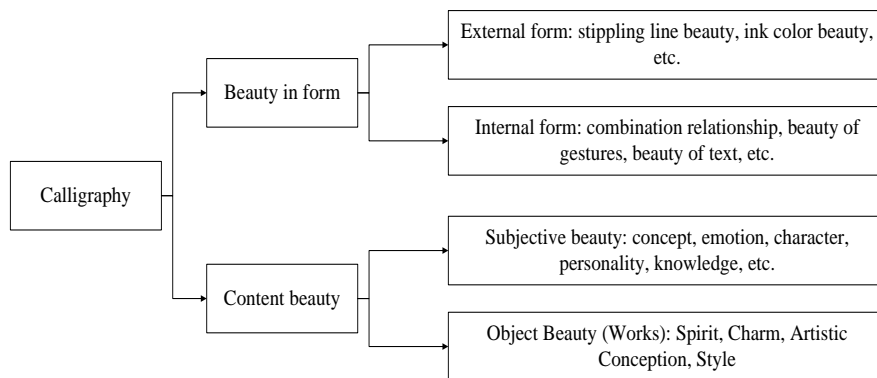 External form: stippling line beauty, ink color beauty,
etc.
Beauty in form
Internal form: combination relationship, beauty of
gestures, beauty of text, etc.
Calligraphy
Subjective beauty: concept, emotion, character,
personality, knowledge, etc.
Content beauty
Object Beauty (Works): Spirit, Charm, Artistic
Conception, Style